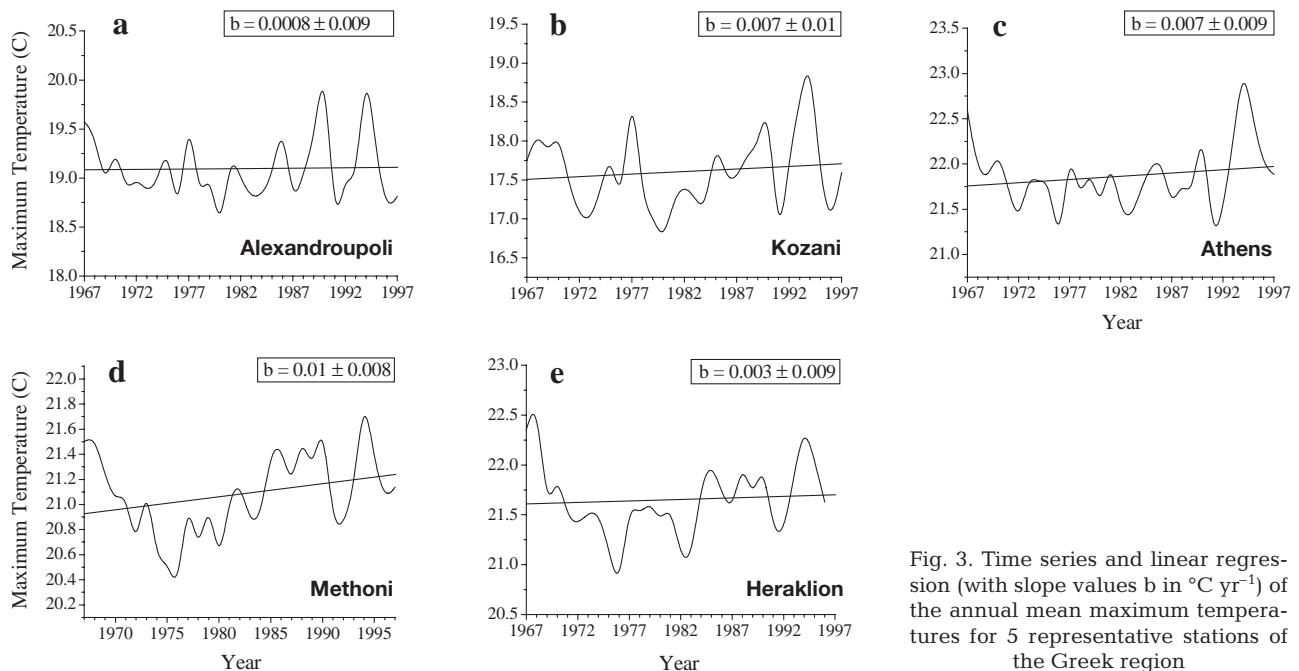 a
b = 0.0008 ± 0.009
Maximum Temperature (C)
20.5
20.0
19.5
19.0
18.5
18.0
Alexandroupoli
1967 1972 1977 1982 1987 1992 1997
b
b = 0.007 ± 0.01
19.5
19.0
18.5
18.0
17.5
17.0
16.5
Kozani
1967 1972 1977 1982 1987 1992 1997
c
b = 0.007 ± 0.009
23.5
23.0
22.5
22.0
21.5
21.0
Athens
1967 1972 1977 1982 1987 1992 1997
Year
d
b = 0.01 ± 0.008
Maximum Temperature (C)
22.1
21.8
21.6
21.4
21.2
21.0
20.8
20.6
20.4
20.2
Methoni
1970 1975 1980 1985 1990 1995
Year
e
b = 0.003 ± 0.009
23.0
22.5
22.0
21.5
21.0
20.5
Heraklion
1967 1972 1977 1982 1987 1992 1997
Year
Fig. 3. Time series and linear regres-
sion (with slope values b in °C yr⁻¹) of
the annual mean maximum tempera-
tures for 5 representative stations of
the Greek region